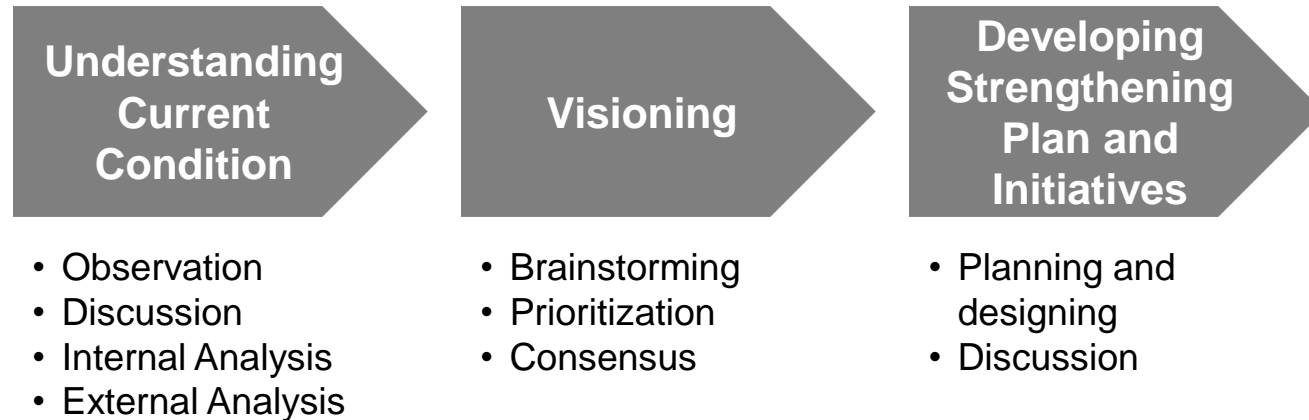 Understanding
Current
Condition
• Observation
• Discussion
• Internal Analysis
• External Analysis
Visioning
• Brainstorming
• Prioritization
• Consensus
Developing
Strengthening
Plan and
Initiatives
• Planning and
designing
• Discussion